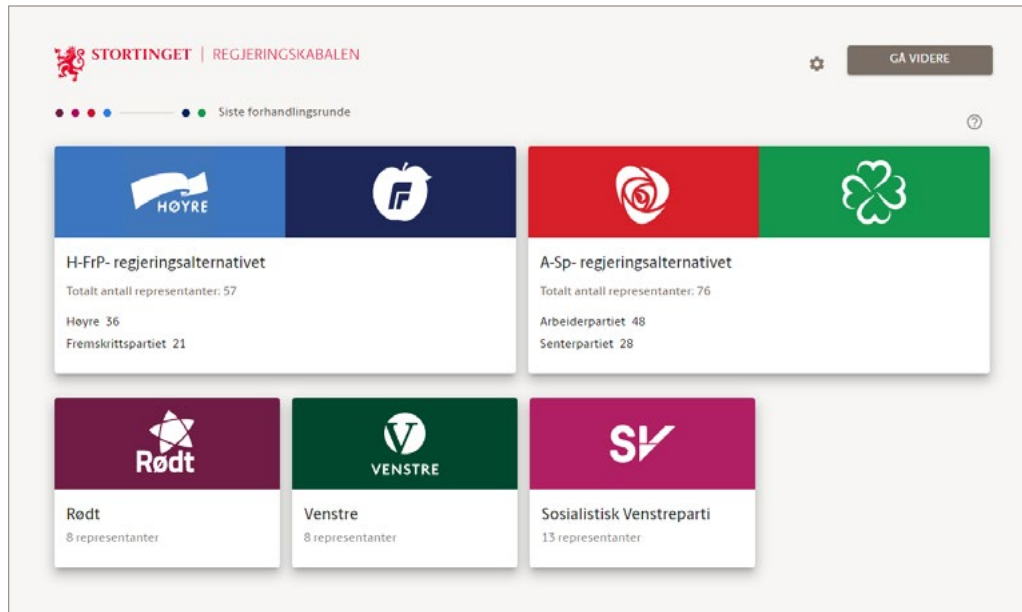 STORTINGET | REGJERINGSKABALEN
GÅ VIDERE
Siste forhandlingsrunde
?
HØYRE
H-FrP- regjeringsalternativet
Totalt antall representanter: 57
Høyre 36
Fremskrittspartiet 21
A-Sp- regjeringsalternativet
Totalt antall representanter: 76
Arbeiderpartiet 48
Senterpartiet 28
Rødt
Rødt
8 representanter
V
VENSTRE
Venstre
8 representanter
SV
Sosialistisk Venstreparti
13 representanter